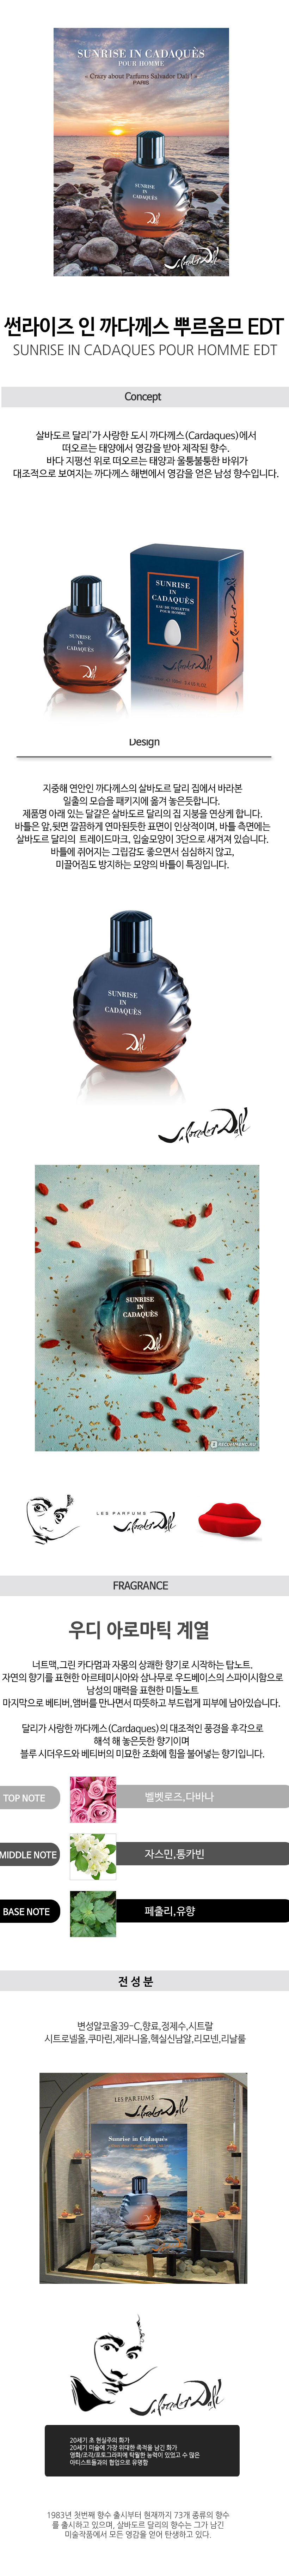 SUNRISE IN CADAQUÈS
POUR HOMME
« Crazy about Parfums Salvador Dali ! »
PARIS
SUNRISE
IN
CADAQUÈS
Salvador Dali
썬라이즈 인 까다께스 뿌르옴므 EDT
SUNRISE IN CADAQUES POUR HOMME EDT
Concept
살바도르 달리'가 사랑한 도시 까다께스(Cardaques)에서
떠오르는 태양에서 영감을 받아 제작된 향수.
바다 지평선 위로 떠오르는 태양과 울퉁불퉁한 바위가
대조적으로 보여지는 까다께스 해변에서 영감을 얻은 남성 향수입니다.
SUNRISE
IN
CADAQUÈS
EAU DE TOILETTE
POUR HOMME
Salvador Dali
SUNRISE
IN
CADAQUÈS
Design
지중해 연안인 까다께스의 살바도르 달리 집에서 바라본
일출의 모습을 패키지에 옮겨 놓은듯합니다.
제품명 아래 있는 달걀은 살바도르 달리의 집 지붕을 연상케 합니다.
바틀은 앞,뒷면 깔끔하게 연마된듯한 표면이 인상적이며, 바틀 측면에는
살바도르 달리의 트레이드마크, 입술모양이 3단으로 새겨져 있습니다.
바틀에 쥐어지는 그립감도 좋으면서 심심하지 않고,
미끌어짐도 방지하는 모양의 바틀이 특징입니다.
SUNRISE
IN
CADAQUÈS
Salvador Dali
SUNRISE
IN
CADAQUÈS
LES PARFUMS
Salvador Dali
FRAGRANCE
우디 아로마틱 계열
너트맥,그린 카다멈과 자몽의 상쾌한 향기로 시작하는 탑노트.
자연의 향기를 표현한 아르테미시아와 삼나무로 우드베이스의 스파이시함으로
남성의 매력을 표현한 미들노트
마지막으로 베티버,앰버를 만나면서 따뜻하고 부드럽게 피부에 남아있습니다.
달리가 사랑한 까다께스(Cardaques)의 대조적인 풍경을 후각으로
해석 해 놓은듯한 향기이며
블루 시더우드와 베티버의 미묘한 조화에 힘을 불어넣는 향기입니다.
TOP NOTE
벨벳로즈,다바나
MIDDLE NOTE
자스민,통카빈
BASE NOTE
페출리,유향
전 성 분
변성알코올39-C,향료,정제수,시트랄
시트로넬올,쿠마린,제라니올,헥실신남알,리모넨,리날룰
LES PARFUMS
Salvador Dali
Sunrise in Cadaquès
Salvador Dali
20세기 초 현실주의 화가
20세기 미술에 가장 위대한 족적을 남긴 화가
영화/조각/포토그라피에 탁월한 능력이 있었고 수 많은
아티스트들과의 협업으로 유명함
1983년 첫번째 향수 출시부터 현재까지 73개 종류의 향수
를 출시하고 있으며, 살바도르 달리의 향수는 그가 남긴
미술작품에서 모든 영감을 얻어 탄생하고 있다.